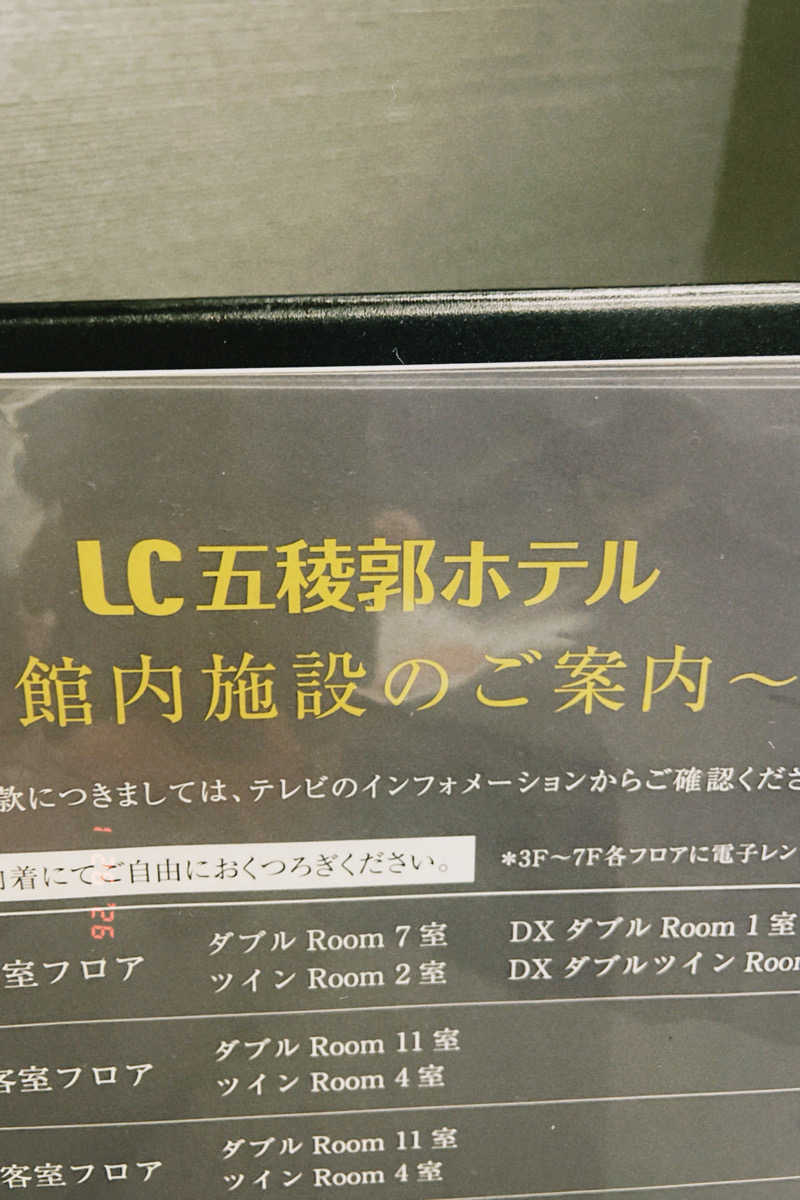 LC五稜郭ホテル
館内施設のご案内～
款につきましては、テレビのインフォメーションからご確認くださ
着にてご自由におくつろぎください。
*3F～7F各フロアに電子レン
室フロア
ダブル Room 7 室
ツイン Room 2 室
DX ダブル Room 1 室
DX ダブルツイン Room
客室フロア
ダブル Room 11 室
ツイン Room 4 室
客室フロア
ダブル Room 11 室
ツイン Room 4 室
'26